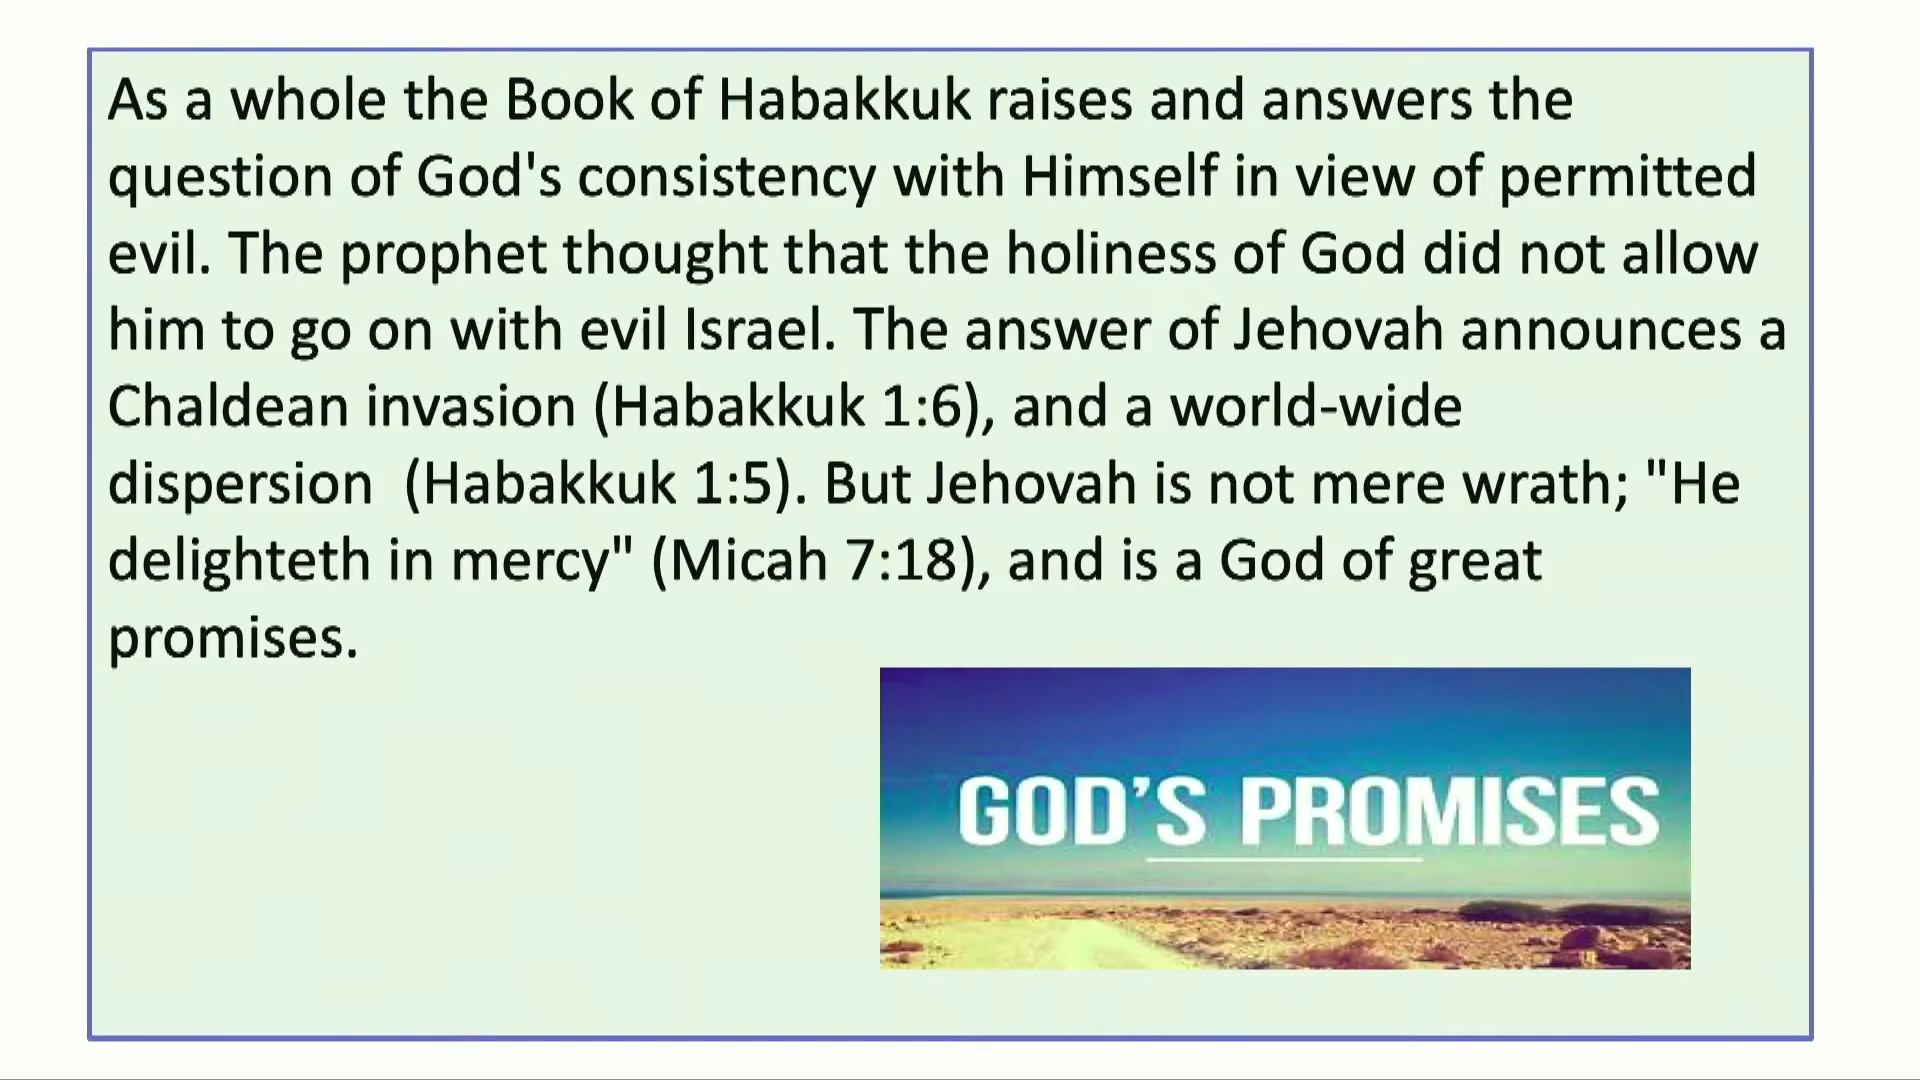 As a whole the Book of Habakkuk raises and answers the
question of God's consistency with Himself in view of permitted
evil. The prophet thought that the holiness of God did not allow
him to go on with evil Israel. The answer of Jehovah announces a
Chaldean invasion (Habakkuk 1:6), and a world-wide
dispersion  (Habakkuk 1:5). But Jehovah is not mere wrath; "He
delighteth in mercy" (Micah 7:18), and is a God of great
promises.
GOD'S PROMISES